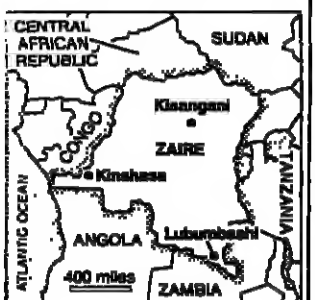 CENTRAL
AFRICAN
REPUBLIC
SUDAN
Kisangani
CONGO
ZAIRE
Kinshasa
TANZANIA
ATLANTIC OCEAN
ANGOLA
Lubumbashi
400 miles
ZAMBIA